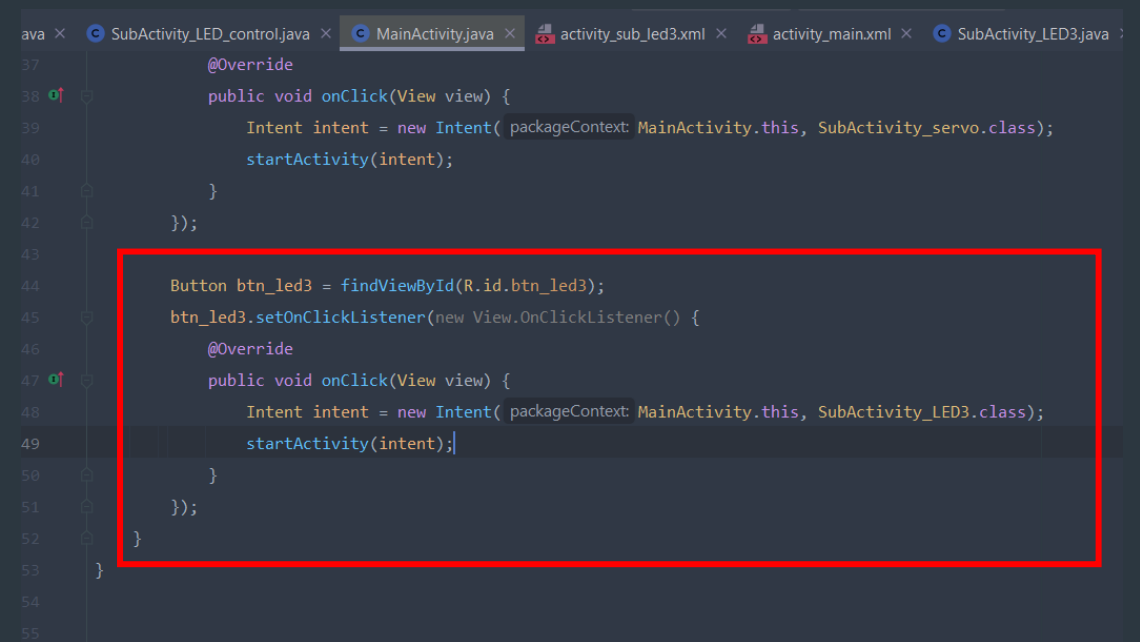 ava SubActivity_LED_control.java MainActivity.java activity_sub_led3.xml activity_main.xml SubActivity_LED3.java
37 @Override
38 public void onClick(View view) {
39 Intent intent = new Intent( packageContext: MainActivity.this, SubActivity_servo.class);
40 startActivity(intent);
41 }
42 });
43
44 Button btn_led3 = findViewById(R.id.btn_led3);
45 btn_led3.setOnClickListener(new View.OnClickListener() {
46 @Override
47 public void onClick(View view) {
48 Intent intent = new Intent( packageContext: MainActivity.this, SubActivity_LED3.class);
49 startActivity(intent);
50 }
51 });
52 }
53 }
54
55